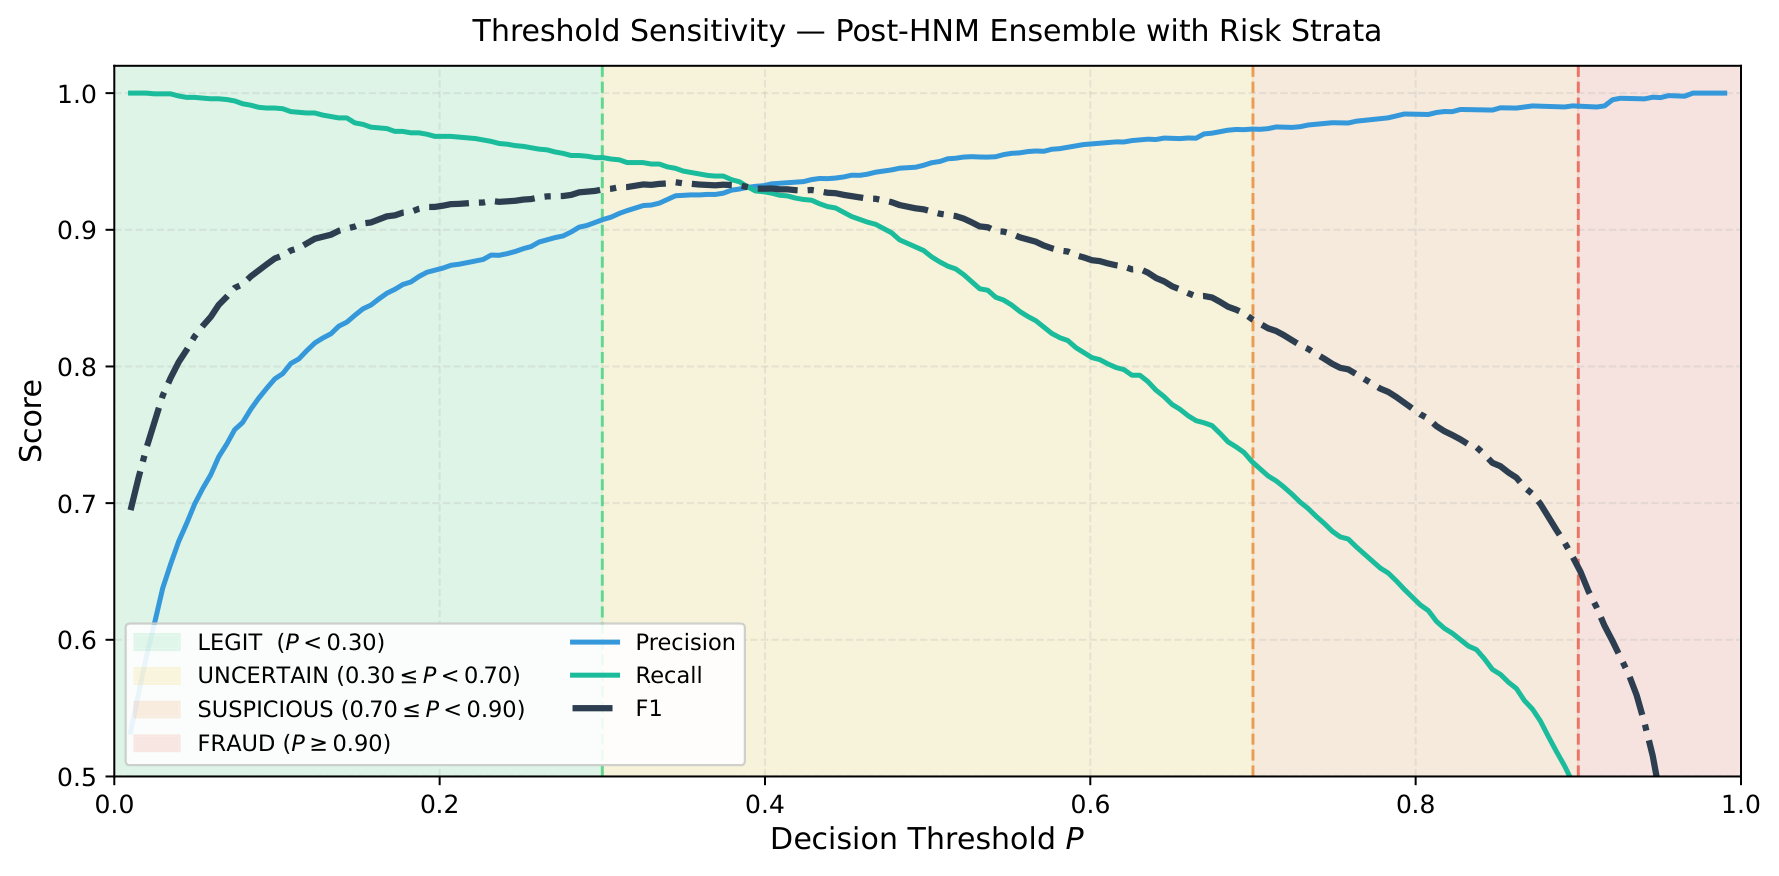 Threshold Sensitivity — Post-HNM Ensemble with Risk Strata
Score
1.0
0.9
0.8
0.7
0.6
0.5
LEGIT (P < 0.30)
UNCERTAIN (0.30 ≤ P < 0.70)
SUSPICIOUS (0.70 ≤ P < 0.90)
FRAUD (P ≥ 0.90)
Precision
Recall
F1
0.0 0.2 0.4 0.6 0.8 1.0
Decision Threshold P